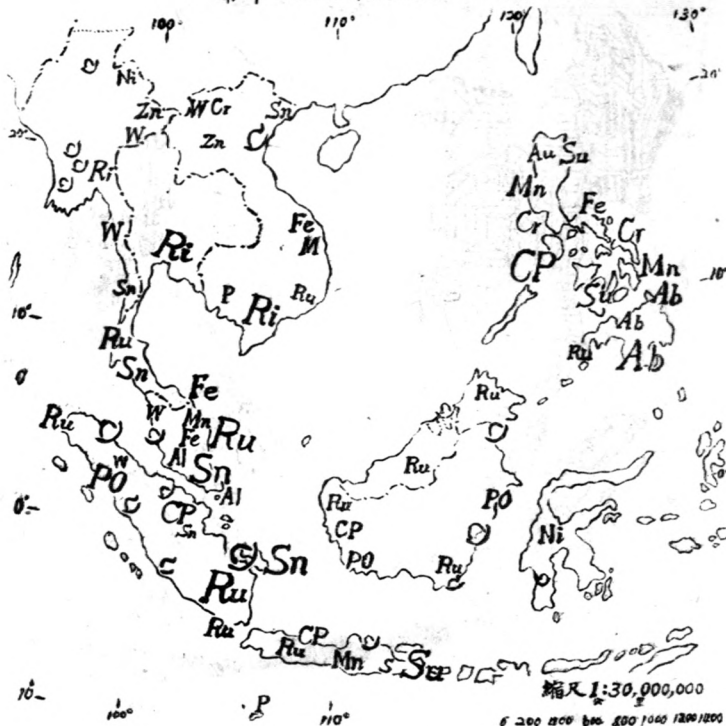 100° 110° 120° 130°
20°
Ni
Zn W Cr Sn
20° W Zn
Au Su
Ri
Mn
Fe
W Fe Cr Cr
Ri M
CP Mn
Sn P Ru Su Ab
10° Ri 10°
Ab
Ru Ru Ab
Sn
Fe Ru
Ru W Mn Ru
Fe
Al Ru
W Sn
PO Al Ru PO
0° CP CP Ni
Sn
Sn PO Ru
Ru
Ru CP
Ru Mn S Su
縮尺 1:30,000,000
10° 100° P 110°